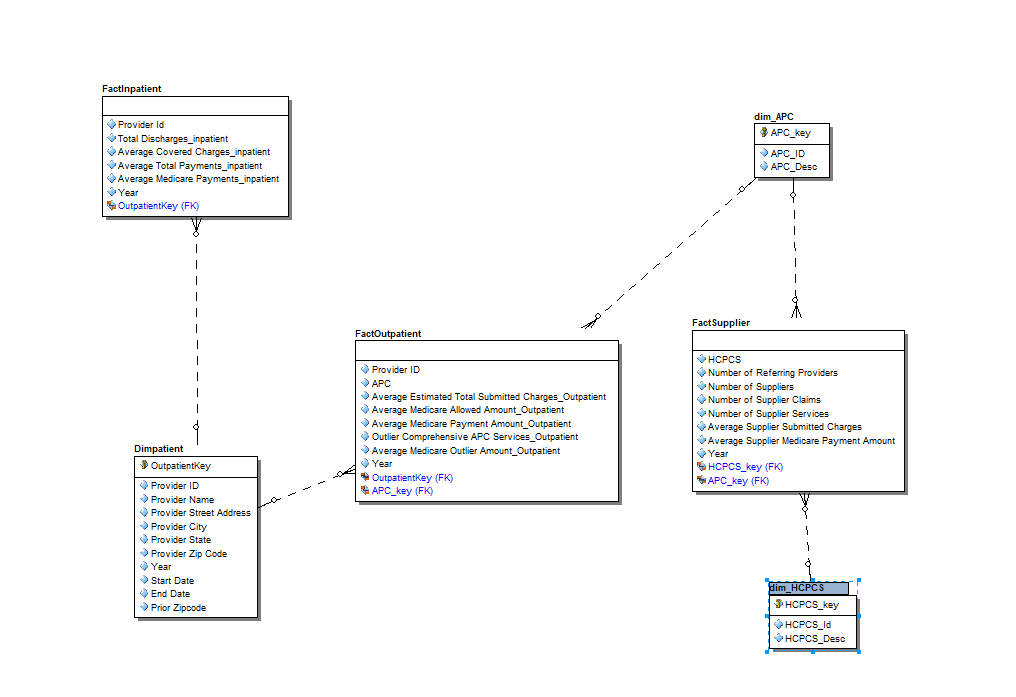 FactInpatient
Provider Id
Total Discharges_inpatient
Average Covered Charges_inpatient
Average Total Payments_inpatient
Average Medicare Payments_inpatient
Year
OutpatientKey (FK)
dim_APC
APC_key
APC_ID
APC_Desc
FactOutpatient
Provider ID
APC
Average Estimated Total Submitted Charges_Outpatient
Average Medicare Allowed Amount_Outpatient
Average Medicare Payment Amount_Outpatient
Outlier Comprehensive APC Services_Outpatient
Average Medicare Outlier Amount_Outpatient
Year
OutpatientKey (FK)
APC_key (FK)
FactSupplier
HCPCS
Number of Referring Providers
Number of Suppliers
Number of Supplier Claims
Number of Supplier Services
Average Supplier Submitted Charges
Average Supplier Medicare Payment Amount
Year
HCPCS_key (FK)
APC_key (FK)
Dimpatient
OutpatientKey
Provider ID
Provider Name
Provider Street Address
Provider City
Provider State
Provider Zip Code
Year
Start Date
End Date
Prior Zipcode
dim_HCPCS
HCPCS_key
HCPCS_Id
HCPCS_Desc